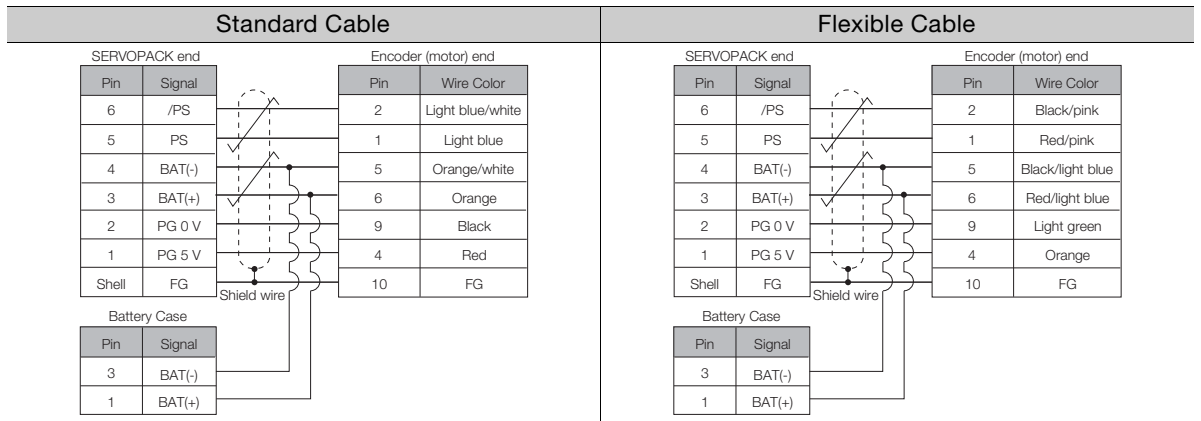 Standard Cable
SERVOPACK end Encoder (motor) end
Pin Signal Pin Wire Color
6 /PS 2 Light blue/white
5 PS 1 Light blue
4 BAT(-) 5 Orange/white
3 BAT(+) 6 Orange
2 PG 0 V 9 Black
1 PG 5 V 4 Red
Shell FG 10 FG
Shield wire
Battery Case
Pin Signal
3 BAT(-)
1 BAT(+)
Flexible Cable
SERVOPACK end Encoder (motor) end
Pin Signal Pin Wire Color
6 /PS 2 Black/pink
5 PS 1 Red/pink
4 BAT(-) 5 Black/light blue
3 BAT(+) 6 Red/light blue
2 PG 0 V 9 Light green
1 PG 5 V 4 Orange
Shell FG 10 FG
Shield wire
Battery Case
Pin Signal
3 BAT(-)
1 BAT(+)